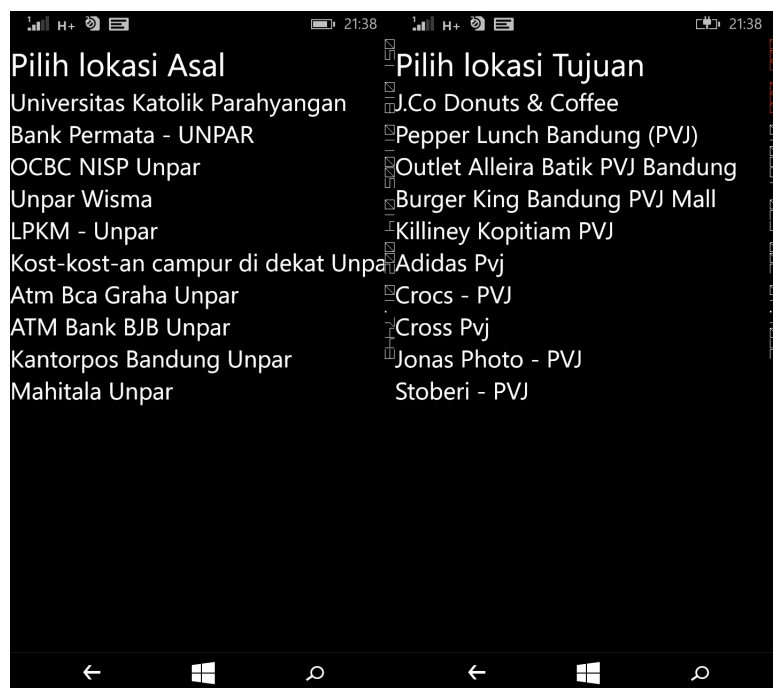 1
H+
21:38
Pilih lokasi Asal
Universitas Katolik Parahyangan
Bank Permata - UNPAR
OCBC NISP Unpar
Unpar Wisma
LPKM - Unpar
Kost-kost-an campur di dekat Unpa
Atm Bca Graha Unpar
ATM Bank BJB Unpar
Kantorpos Bandung Unpar
Mahitala Unpar
1
H+
21:38
Pilih lokasi Tujuan
J.Co Donuts & Coffee
Pepper Lunch Bandung (PVJ)
Outlet Alleira Batik PVJ Bandung
Burger King Bandung PVJ Mall
Killiney Kopitiam PVJ
Adidas Pvj
Crocs - PVJ
Cross Pvj
Jonas Photo - PVJ
Stoberi - PVJ